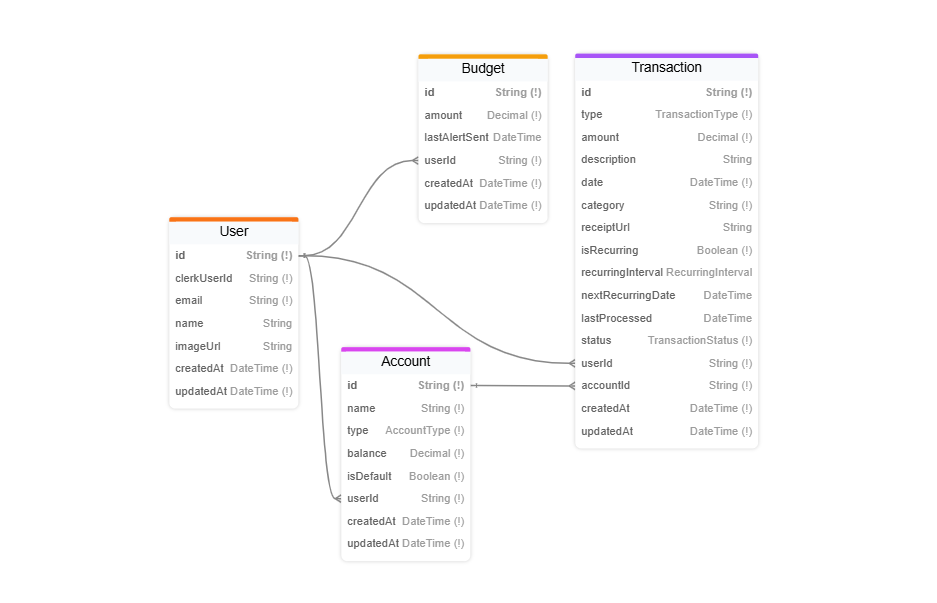 Budget
id String (!)
amount Decimal (!)
lastAlertSent DateTime
userId String (!)
createdAt DateTime (!)
updatedAt DateTime (!)
Transaction
id String (!)
type TransactionType (!)
amount Decimal (!)
description String
date DateTime (!)
category String (!)
receiptUrl String
isRecurring Boolean (!)
recurringInterval RecurringInterval
nextRecurringDate DateTime
lastProcessed DateTime
status TransactionStatus (!)
userId String (!)
accountId String (!)
createdAt DateTime (!)
updatedAt DateTime (!)
User
id String (!)
clerkUserId String (!)
email String (!)
name String
imageUrl String
createdAt DateTime (!)
updatedAt DateTime (!)
Account
id String (!)
name String (!)
type AccountType (!)
balance Decimal (!)
isDefault Boolean (!)
userId String (!)
createdAt DateTime (!)
updatedAt DateTime (!)